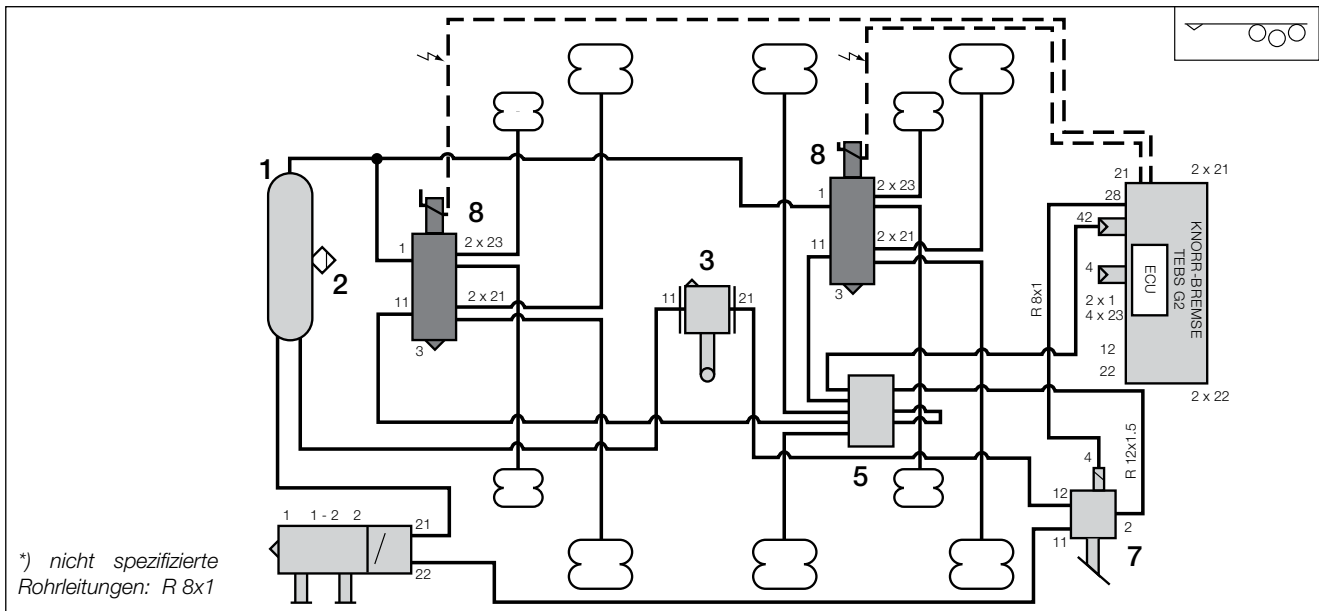 1
2
8
1
2 x 23
11
2 x 21
3
3
11
21
8
1
2 x 23
11
2 x 21
3
5
21
2 x 21
28
42
4
ECU
KNORR-BREMSE
TEBS G2
2 x 1
4 x 23
12
22
2 x 22
R 8x1
R 12x1.5
4
12
11
2
7
1
1 - 2
2
21
22
*) nicht spezifizierte
Rohrleitungen: R 8x1